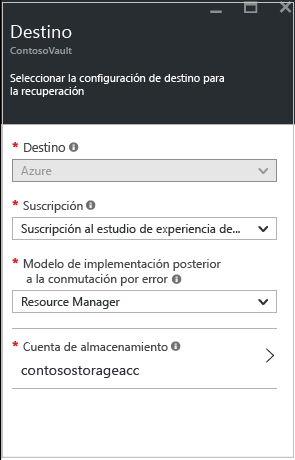 Destino
ContosoVault
Seleccionar la configuración de destino para
la recuperación
* Destino
Azure
* Suscripción
Suscripción al estudio de experiencia de...
* Modelo de implementación posterior
a la conmutación por error
Resource Manager
* Cuenta de almacenamiento
contosostorageacc